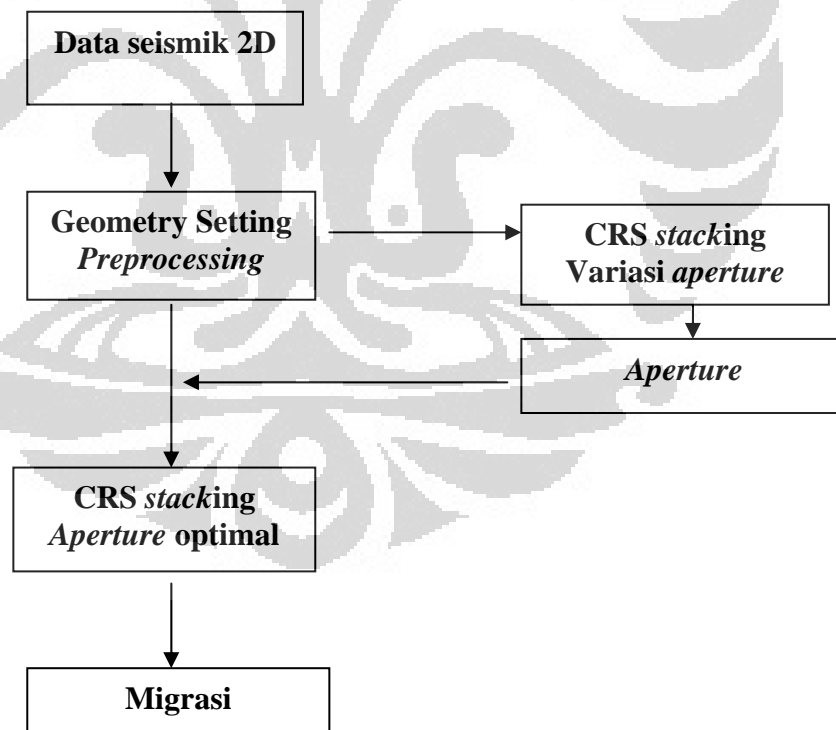 Data seismik 2D
Geometry Setting
Preprocessing
CRS stacking
Variasi aperture
Aperture
CRS stacking
Aperture optimal
Migrasi